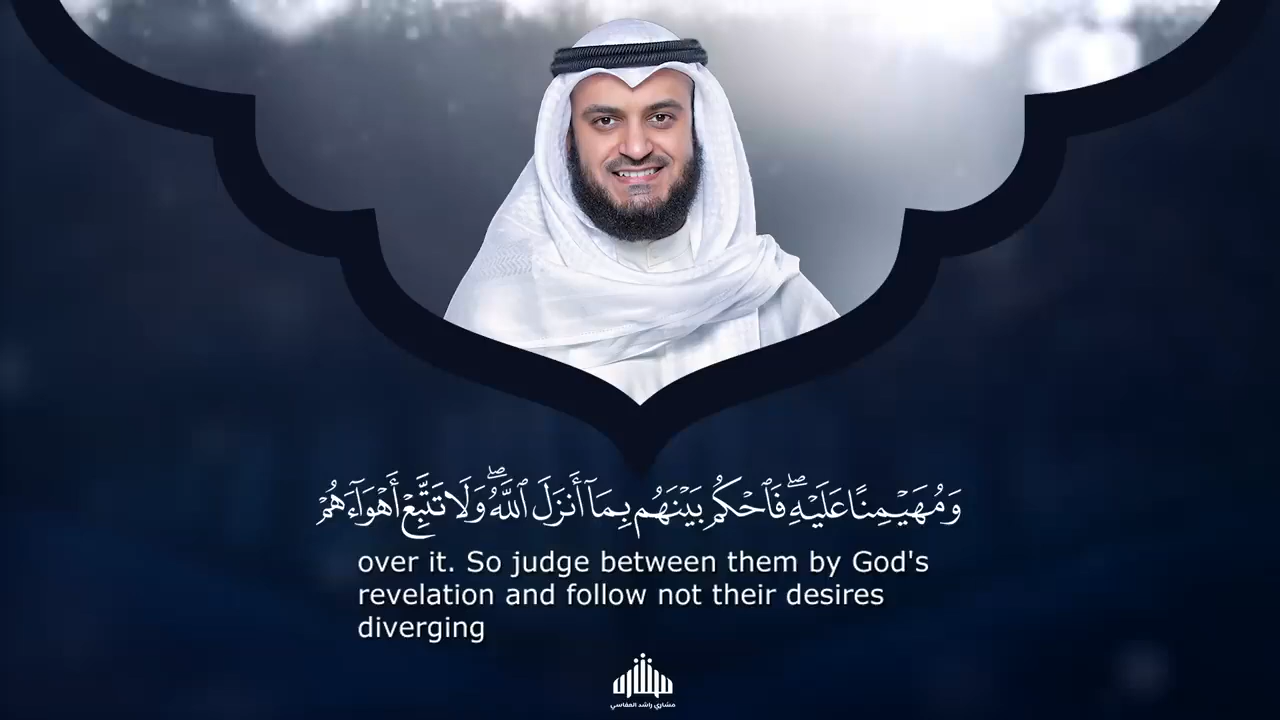 وَمُهَيْمِنًا عَلَيْهِ ۖ فَٱحْكُم بَيْنَهُم بِمَآ أَنزَلَ ٱللَّهُ ۖ وَلَا تَتَّبِعْ أَهْوَآءَهُمْ
over it. So judge between them by God's
revelation and follow not their desires
diverging
مشاري راشد العفاسي